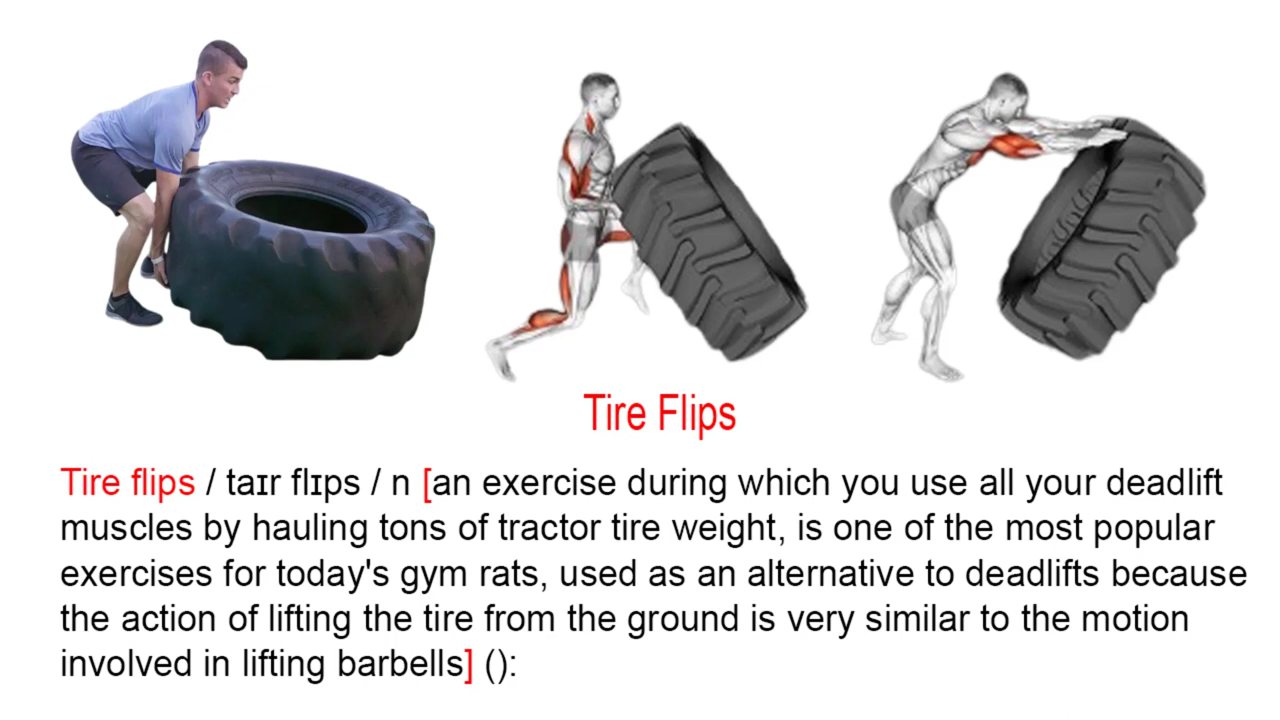 Tire Flips
Tire flips / taɪr flɪps / n [an exercise during which you use all your deadlift
muscles by hauling tons of tractor tire weight, is one of the most popular
exercises for today's gym rats, used as an alternative to deadlifts because
the action of lifting the tire from the ground is very similar to the motion
involved in lifting barbells] ():